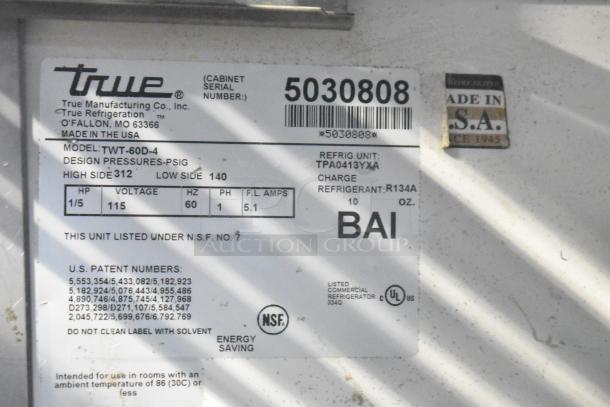 true®
True Manufacturing Co., Inc.
True Refrigeration ™
O'FALLON, MO 63366
MADE IN THE USA
(CABINET
SERIAL
NUMBER:)
5030808
*5030808*
MADE IN
U.S.A.
SINCE 1945
MODEL: TWT-60D-4
DESIGN PRESSURES-PSIG
HIGH SIDE 312 LOW SIDE 140
REFRIG UNIT:
TPA0413YXA
CHARGE
REFRIGERANT: R134A
10 OZ.
HP VOLTAGE HZ PH F.L. AMPS
1/5 115 60 1 5.1
BAI
THIS UNIT LISTED UNDER N.S.F. NO. 7
AUCTION GROUP
U.S. PATENT NUMBERS:
5,553,354/5,433,082/5,182,923
5,182,924/5,076,443/4,955,486
4,890,746/4,875,745/4,127,968
D273,298/D271,107/5,584,547
2,045,722/5,699,676/6,792,769
LISTED
COMMERCIAL
REFRIGERATOR
334G
C UL US
NSF.
DO NOT CLEAN LABEL WITH SOLVENT
ENERGY
SAVING
Intended for use in rooms with an
ambient temperature of 86 (30C) or
less